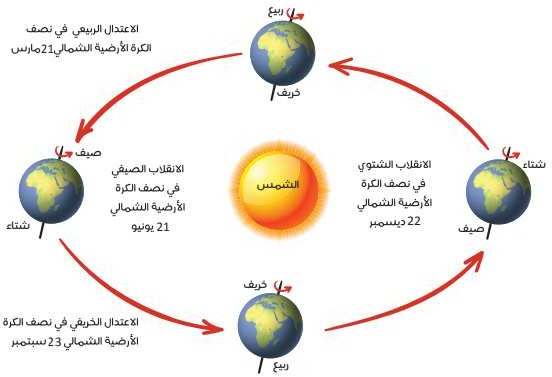 ربيع
الاعتدال الربيعي في نصف
الكرة الأرضية الشمالي21مارس
خريف
صيف
شتاء
الانقلاب الصيفي
في نصف الكرة
الأرضية الشمالي
21 يونيو
الشمس
الانقلاب الشتوي
في نصف الكرة
الأرضية الشمالي
22 ديسمبر
شتاء
صيف
خريف
الاعتدال الخريفي في نصف الكرة
الأرضية الشمالي 23 سبتمبر
ربيع